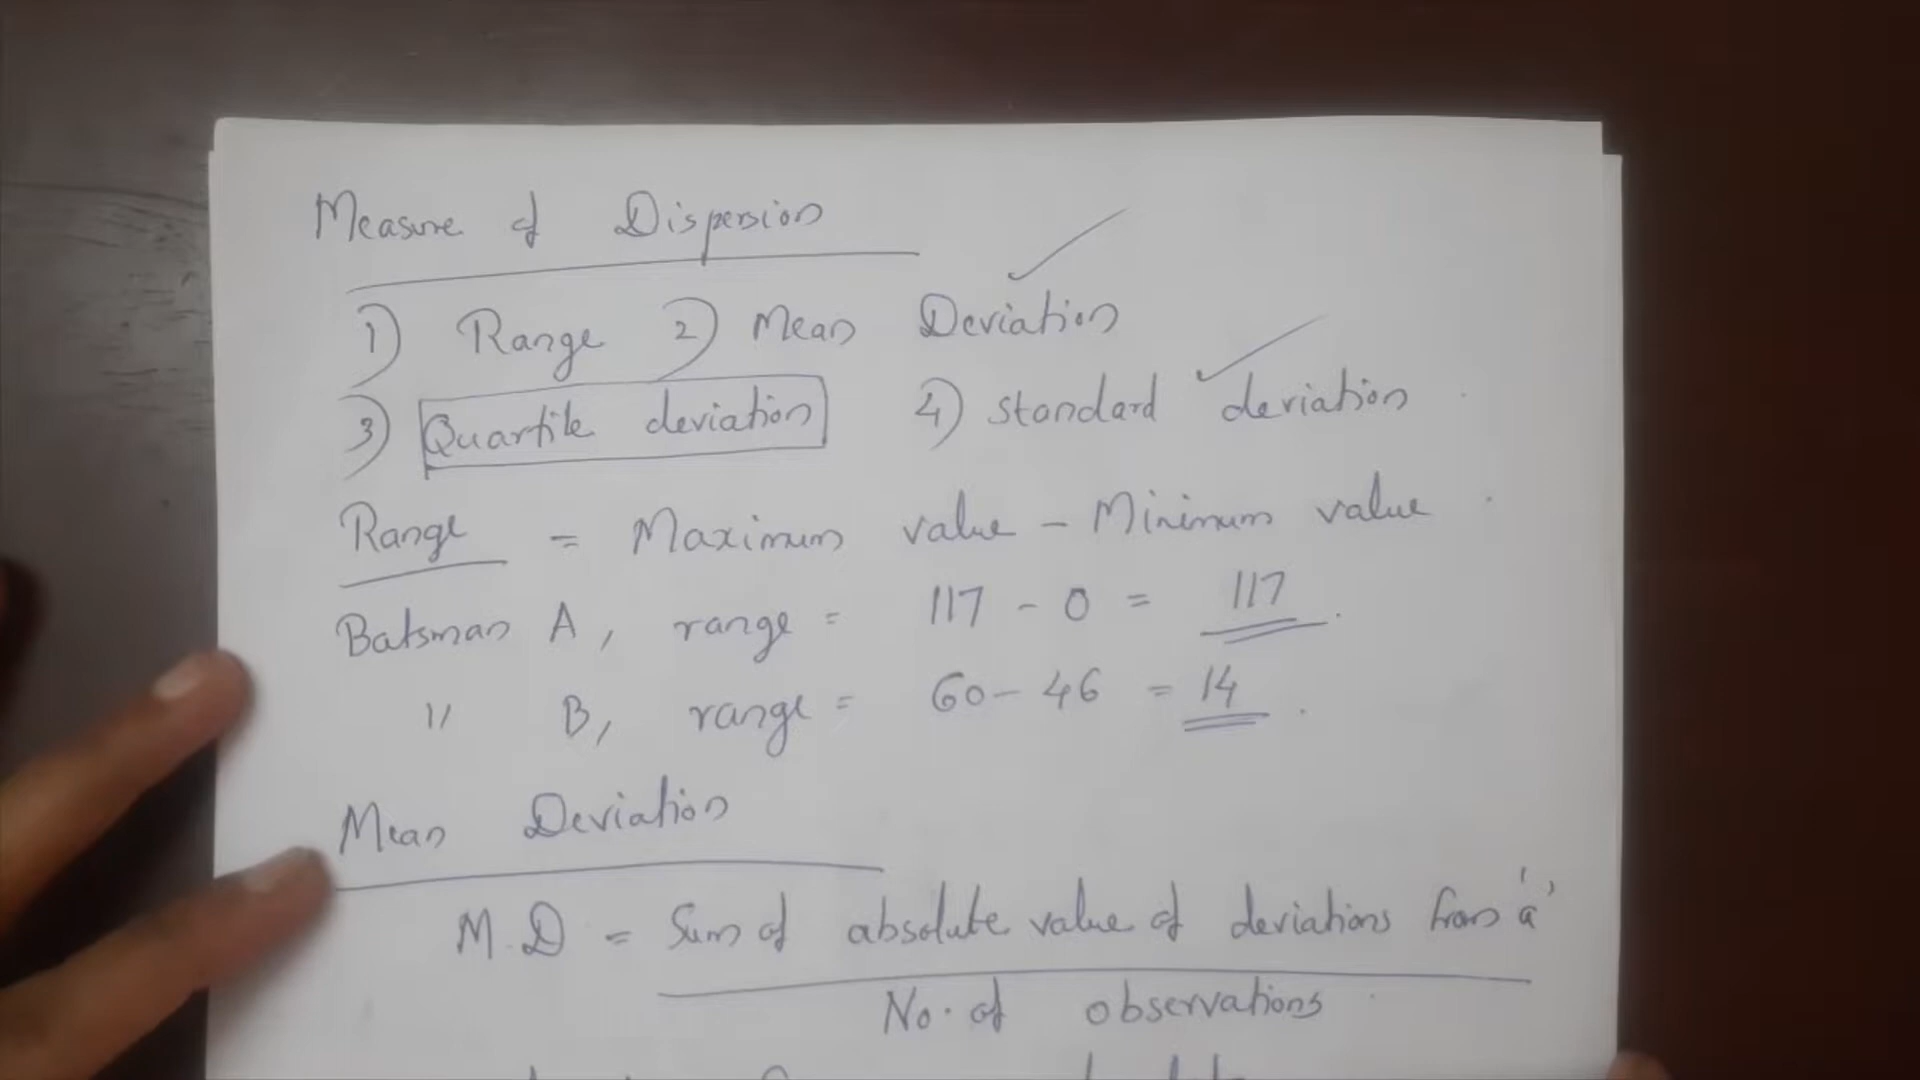 Measure of Dispersion
1) Range 2) Mean Deviation
3) Quartile deviation 4) standard deviation
Range = Maximum value - Minimum value
Batsman A, range = 117 - 0 = 117
" B, range = 60 - 46 = 14
Mean Deviation
M.D = Sum of absolute value of deviations from 'a'
No. of observations